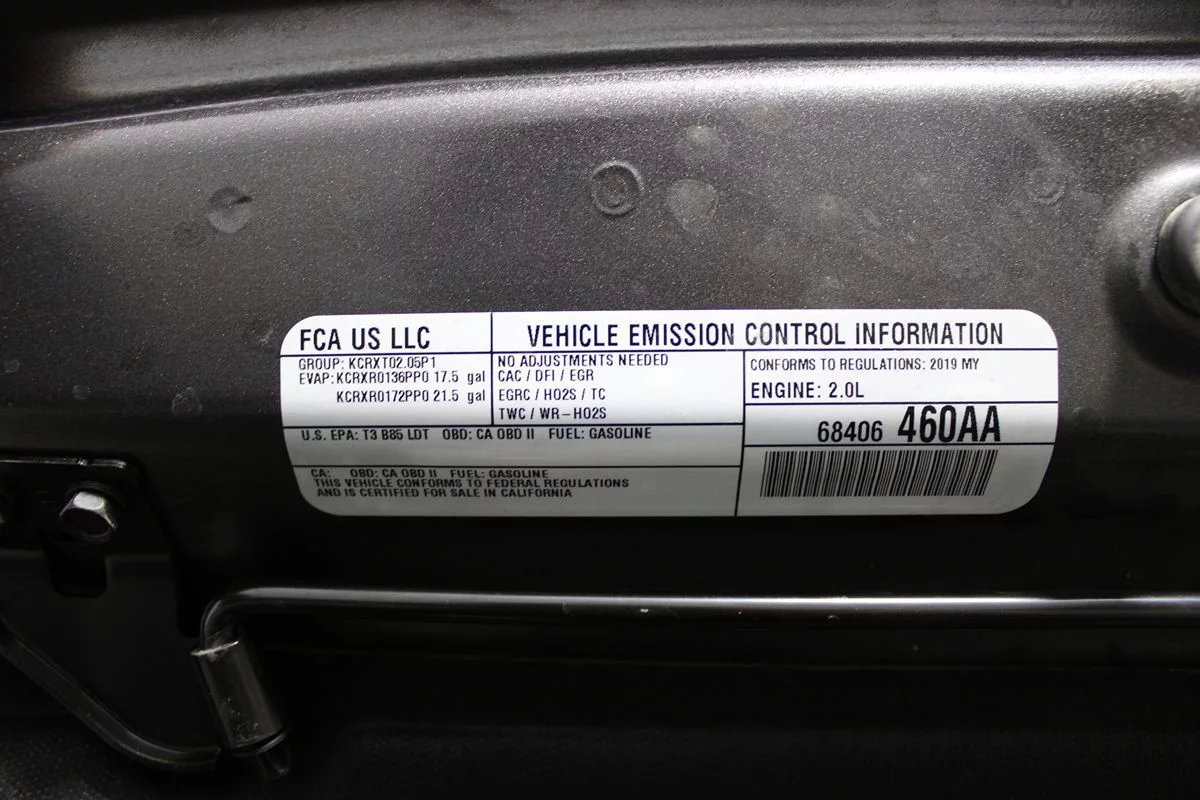 FCA US LLC
VEHICLE EMISSION CONTROL INFORMATION
GROUP: KCRXT02.05P1
EVAP: KCRXR0136PP0 17.5 gal
KCRXR0172PP0 21.5 gal
NO ADJUSTMENTS NEEDED
CAC / DFI / EGR
EGRC / HO2S / TC
TWC / WR-HO2S
CONFORMS TO REGULATIONS: 2019 MY
ENGINE: 2.0L
68406 460AA
U.S. EPA: T3 B85 LDT OBD: CA OBD II FUEL: GASOLINE
CA: OBD: CA OBD II FUEL: GASOLINE
THIS VEHICLE CONFORMS TO FEDERAL REGULATIONS
AND IS CERTIFIED FOR SALE IN CALIFORNIA